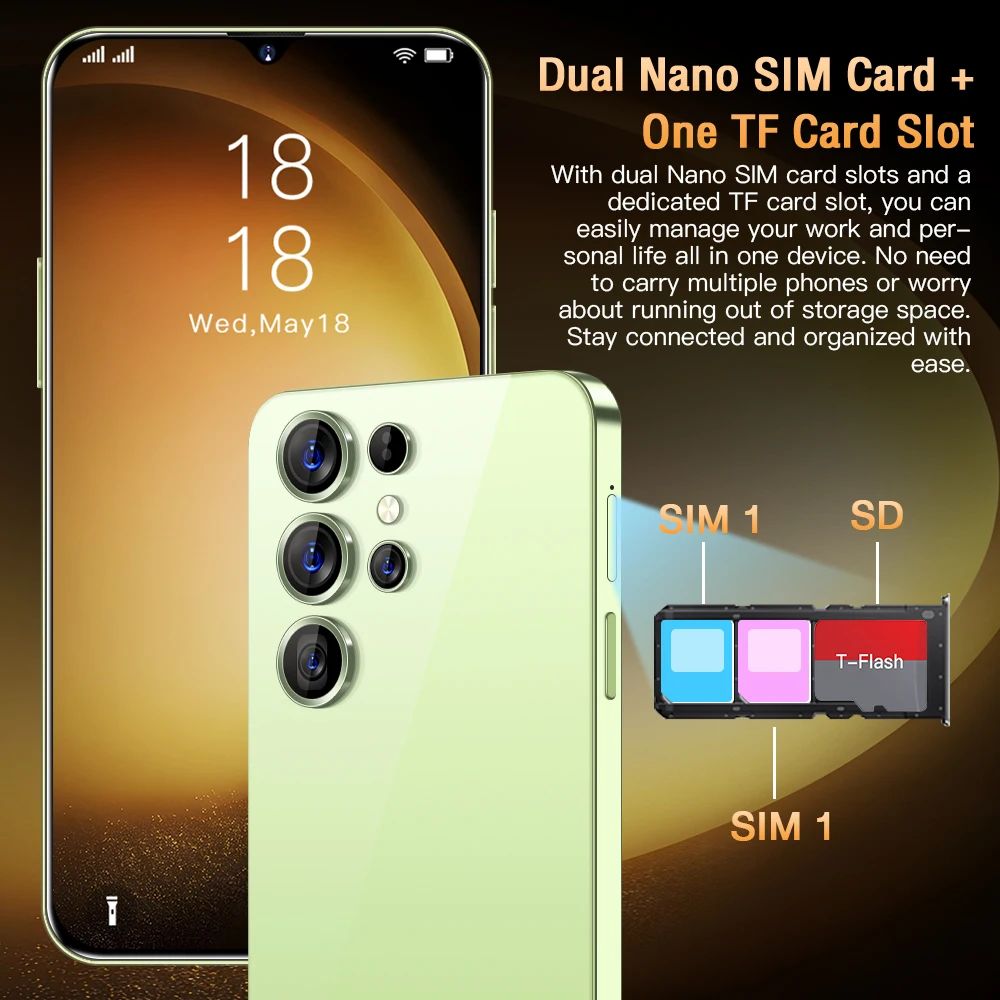 18
18
Wed,May18
Dual Nano SIM Card +
One TF Card Slot
With dual Nano SIM card slots and a
dedicated TF card slot, you can
easily manage your work and per-
sonal life all in one device. No need
to carry multiple phones or worry
about running out of storage space.
Stay connected and organized with
ease.
SIM 1
SD
T-Flash
SIM 1